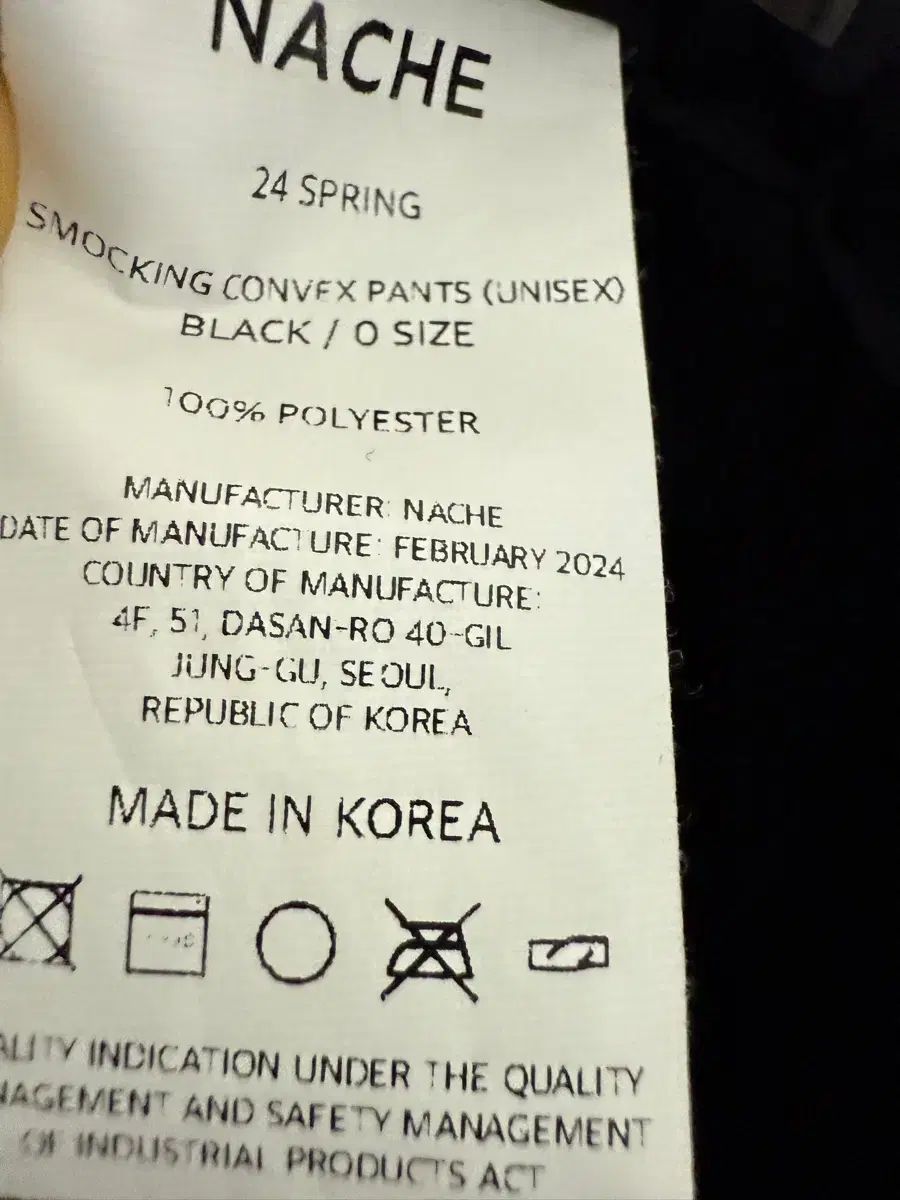 NACHE
24 SPRING
SMOCKING CONVEX PANTS (UNISEX)
BLACK / O SIZE
100% POLYESTER
MANUFACTURER: NACHE
DATE OF MANUFACTURE: FEBRUARY 2024
COUNTRY OF MANUFACTURE:
4F, 51, DASAN-RO 40-GIL
JUNG-GU, SEOUL,
REPUBLIC OF KOREA
MADE IN KOREA
ALITY INDICATION UNDER THE QUALITY
NAGEMENT AND SAFETY MANAGEMENT
OF INDUSTRIAL PRODUCTS ACT